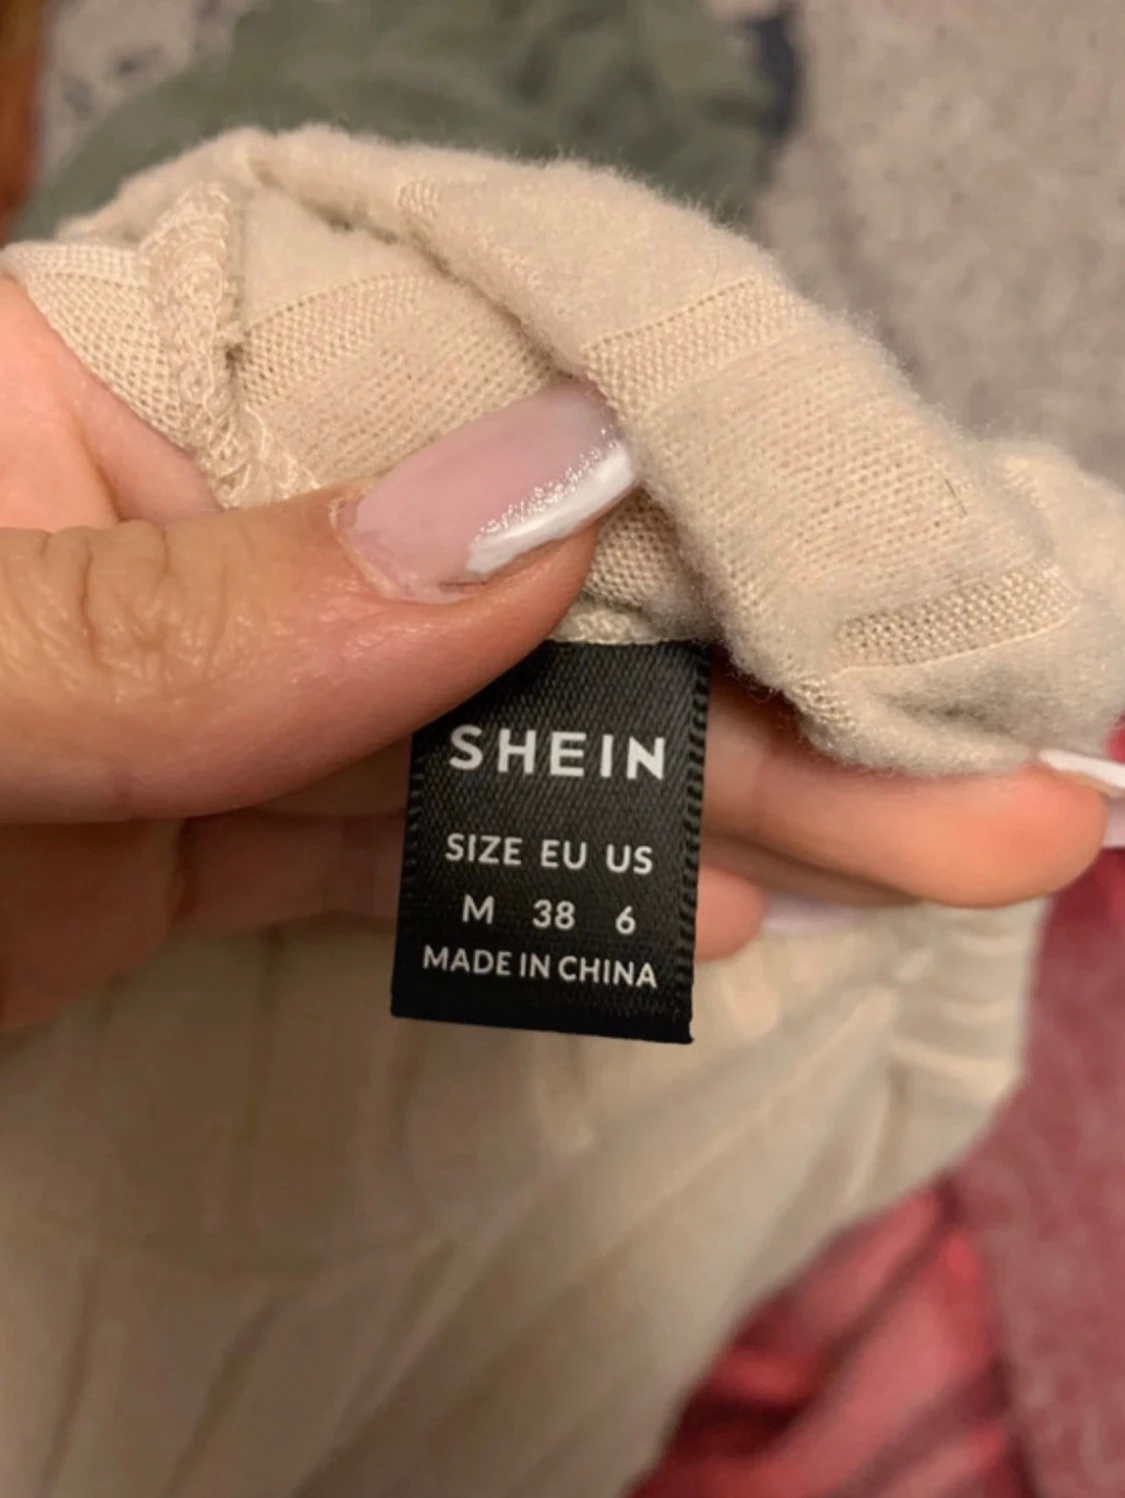 SHEIN
SIZE EU US
M 38 6
MADE IN CHINA